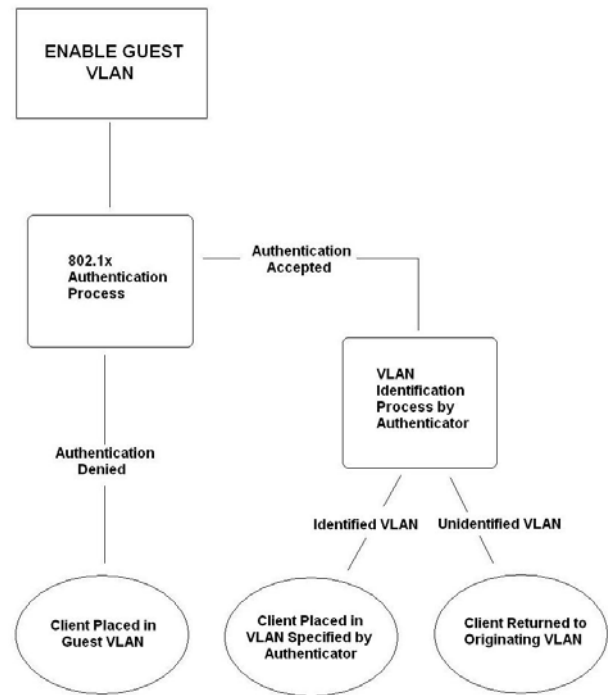 ENABLE GUEST
VLAN
802.1x
Authentication
Process
Authentication
Accepted
VLAN
Identification
Process by
Authenticator
Authentication
Denied
Identified VLAN
Unidentified VLAN
Client Placed in
Guest VLAN
Client Placed in
VLAN Specified by
Authenticator
Client Returned to
Originating VLAN